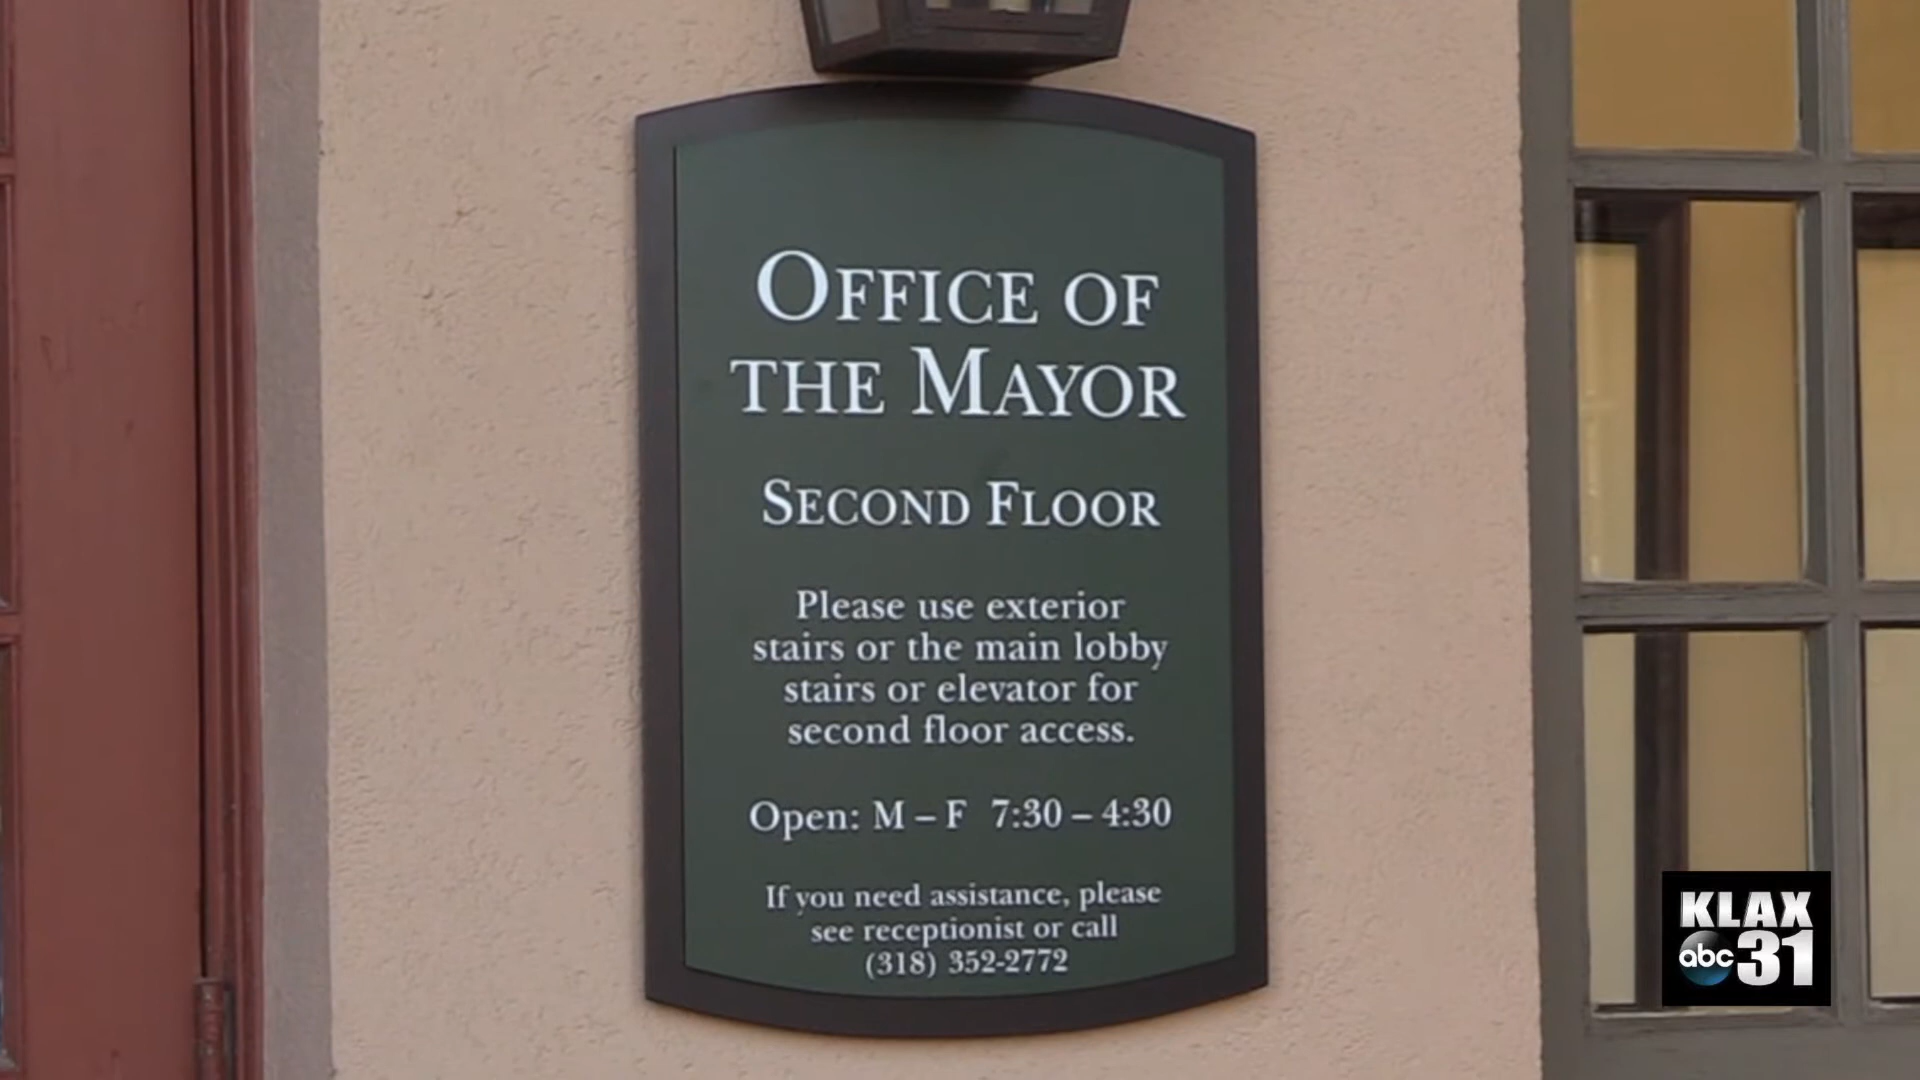 OFFICE OF
THE MAYOR
SECOND FLOOR
Please use exterior
stairs or the main lobby
stairs or elevator for
second floor access.
Open: M – F 7:30 – 4:30
If you need assistance, please
see receptionist or call
(318) 352-2772
KLAX
abc 31